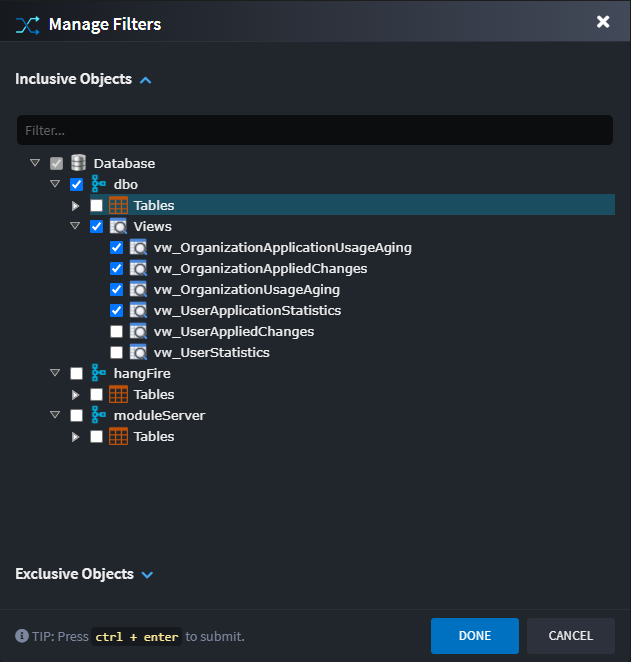 Manage Filters
Inclusive Objects
Filter...
Database
dbo
Tables
Views
vw_OrganizationApplicationUsageAging
vw_OrganizationAppliedChanges
vw_OrganizationUsageAging
vw_UserApplicationStatistics
vw_UserAppliedChanges
vw_UserStatistics
hangFire
Tables
moduleServer
Tables
Exclusive Objects
TIP: Press ctrl + enter to submit.
DONE
CANCEL